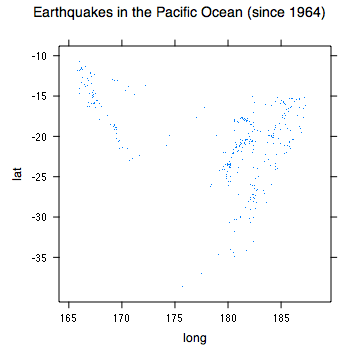 Earthquakes in the Pacific Ocean (since 1964)
-10
-15
-20
-25
-30
-35
lat
165 170 175 180 185
long